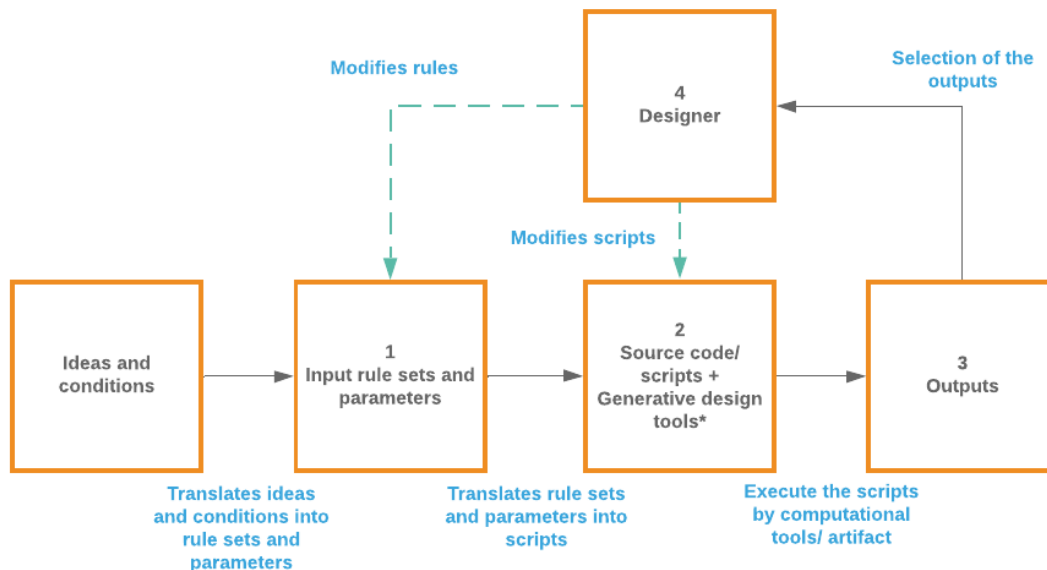 Modifies rules
4
Designer
Selection of the
outputs
Modifies scripts
Ideas and
conditions
1
Input rule sets and
parameters
2
Source code/
scripts +
Generative design
tools*
3
Outputs
Translates ideas
and conditions into
rule sets and
parameters
Translates rule sets
and parameters into
scripts
Execute the scripts
by computational
tools/ artifact